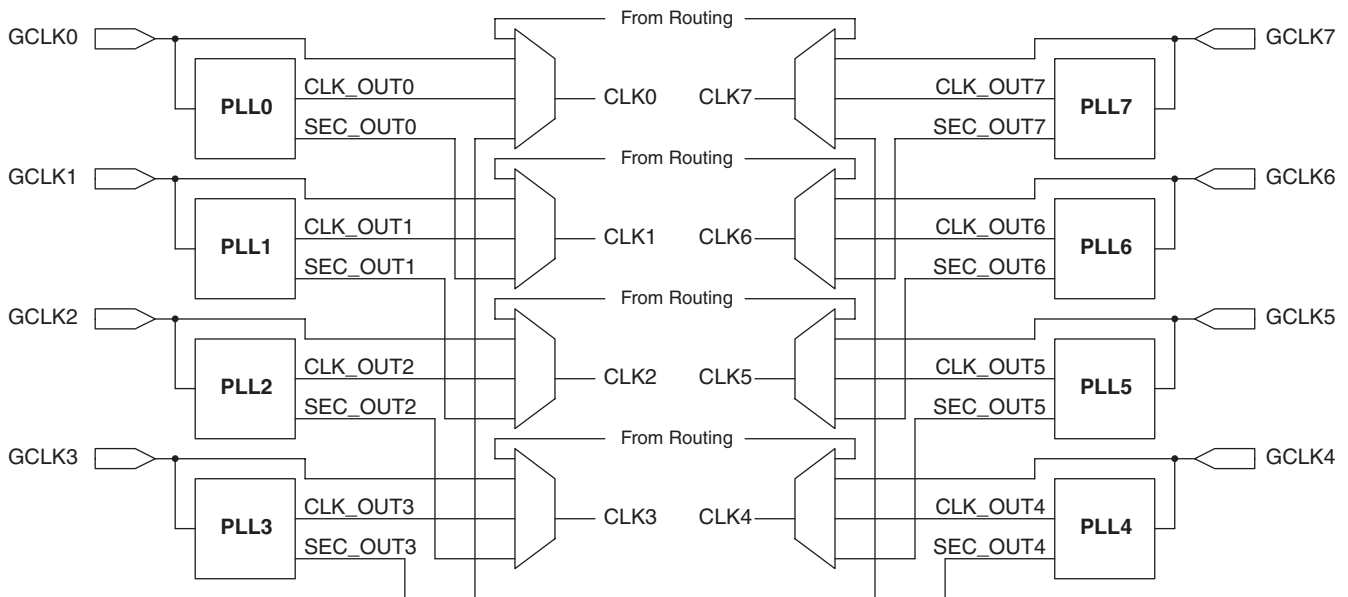 From Routing
GCLK0 GCLK7
CLK_OUT0 CLK_OUT7
PLL0 CLK0 CLK7 PLL7
SEC_OUT0 SEC_OUT7
From Routing
GCLK1 GCLK6
CLK_OUT1 CLK_OUT6
PLL1 CLK1 CLK6 PLL6
SEC_OUT1 SEC_OUT6
From Routing
GCLK2 GCLK5
CLK_OUT2 CLK_OUT5
PLL2 CLK2 CLK5 PLL5
SEC_OUT2 SEC_OUT5
From Routing
GCLK3 GCLK4
CLK_OUT3 CLK_OUT4
PLL3 CLK3 CLK4 PLL4
SEC_OUT3 SEC_OUT4